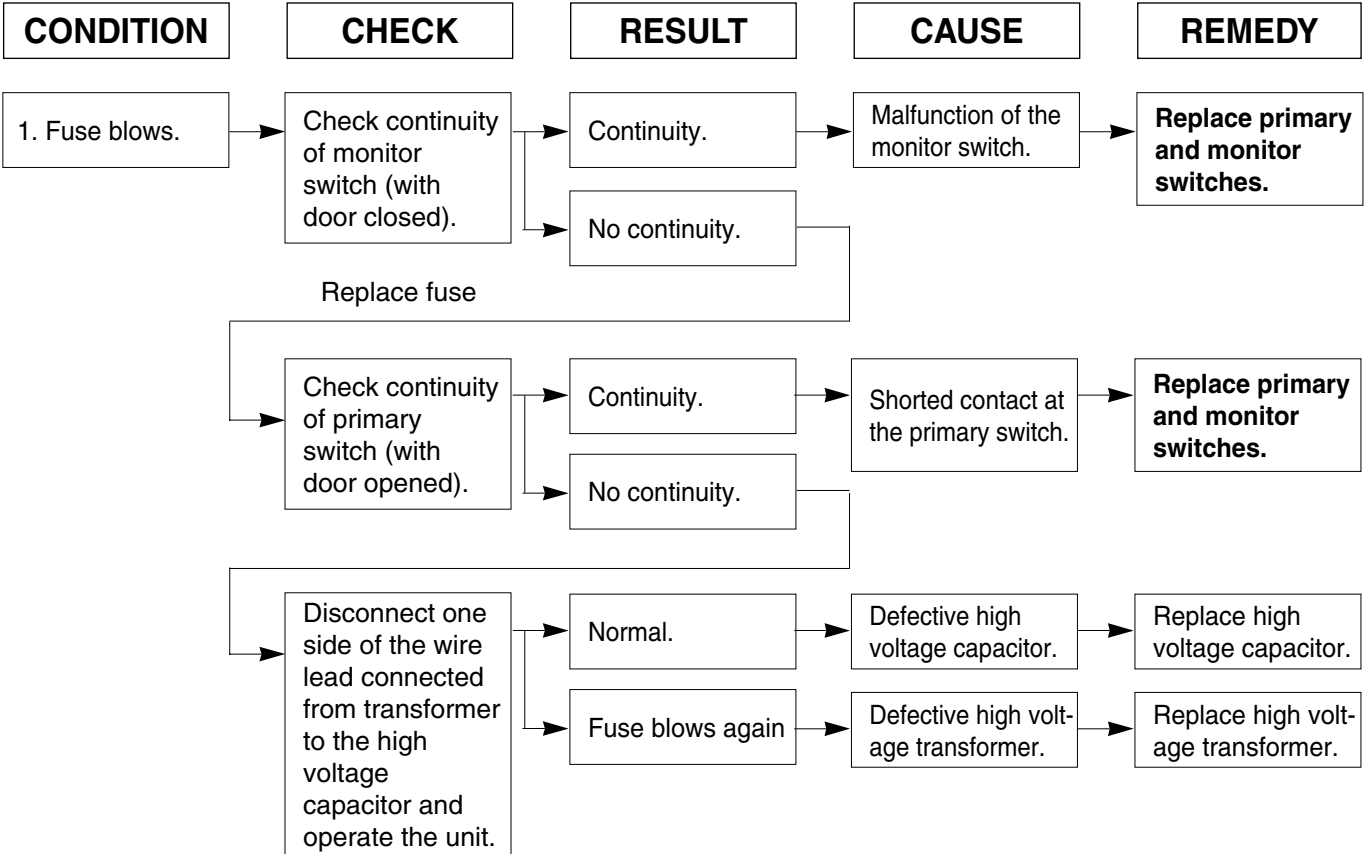 CONDITION
CHECK
RESULT
CAUSE
REMEDY
1. Fuse blows.
Check continuity
of monitor
switch (with
door closed).
Continuity.
Malfunction of the
monitor switch.
Replace primary
and monitor
switches.
No continuity.
Replace fuse
Check continuity
of primary
switch (with
door opened).
Continuity.
Shorted contact at
the primary switch.
Replace primary
and monitor
switches.
No continuity.
Disconnect one
side of the wire
lead connected
from transformer
to the high
voltage
capacitor and
operate the unit.
Normal.
Defective high
voltage capacitor.
Replace high
voltage capacitor.
Fuse blows again
Defective high volt-
age transformer.
Replace high volt-
age transformer.